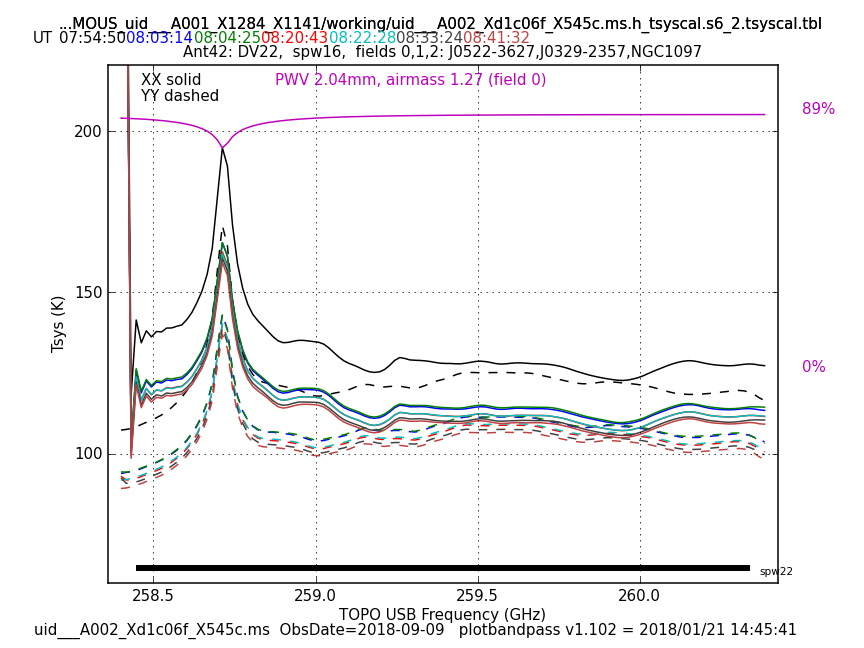 ...MOUS_uid___A001_X1284_X1141/working/uid___A002_Xd1c06f_X545c.ms.h_tsyscal.s6_2.tsyscal.tbl
UT 07:54:50 08:03:14 08:04:25 08:20:43 08:22:28 08:33:24 08:41:32
Ant42: DV22, spw16, fields 0,1,2: J0522-3627,J0329-2357,NGC1097
XX solid
YY dashed
PWV 2.04mm, airmass 1.27 (field 0)
89%
0%
200
150
100
Tsys (K)
spw22
258.5 259.0 259.5 260.0
TOPO USB Frequency (GHz)
uid___A002_Xd1c06f_X545c.ms ObsDate=2018-09-09 plotbandpass v1.102 = 2018/01/21 14:45:41